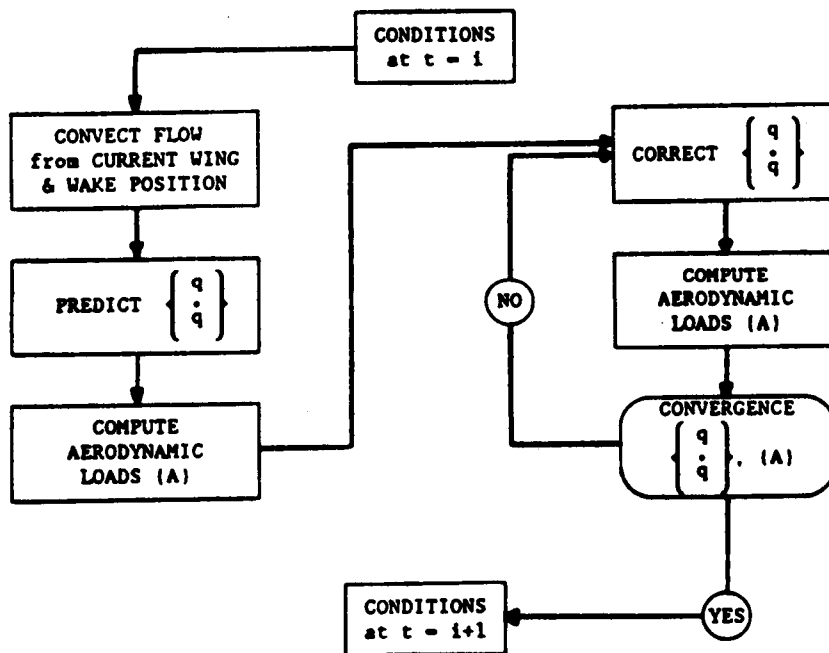 CONDITIONS
at t = i
CONVECT FLOW
from CURRENT WING
& WAKE POSITION
PREDICT { q
q̇ }
COMPUTE
AERODYNAMIC
LOADS (A)
CORRECT { q
q̇ }
COMPUTE
AERODYNAMIC
LOADS (A)
CONVERGENCE
{ q
q̇ }, (A)
NO
YES
CONDITIONS
at t = i+1